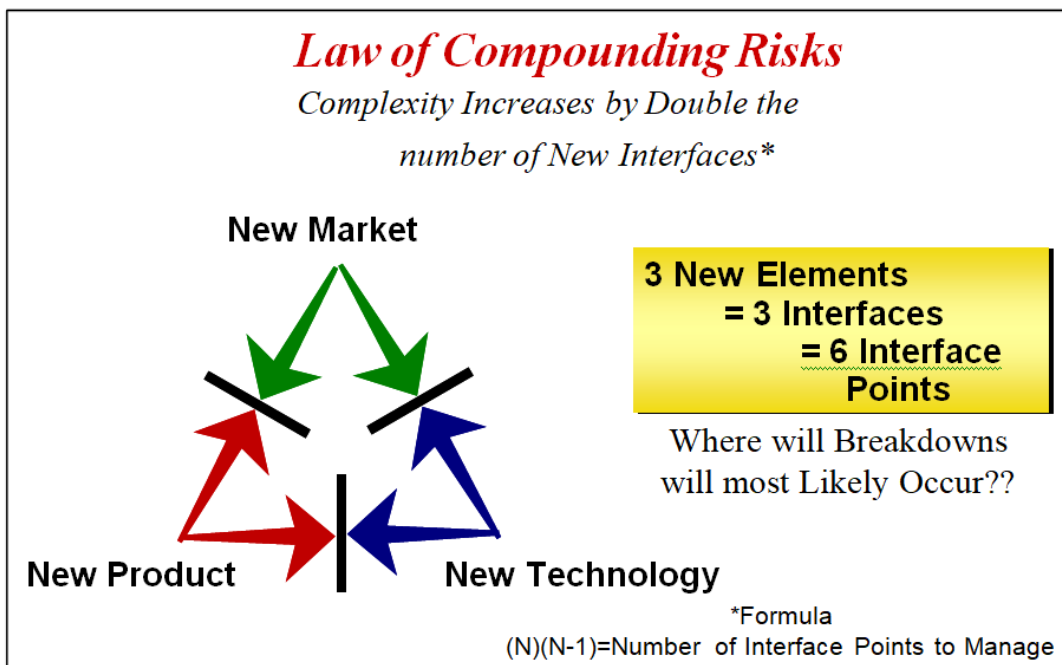 Law of Compounding Risks
Complexity Increases by Double the
number of New Interfaces*
New Market
3 New Elements
= 3 Interfaces
= 6 Interface
Points
Where will Breakdowns
will most Likely Occur??
New Product
New Technology
*Formula
(N)(N-1)=Number of Interface Points to Manage